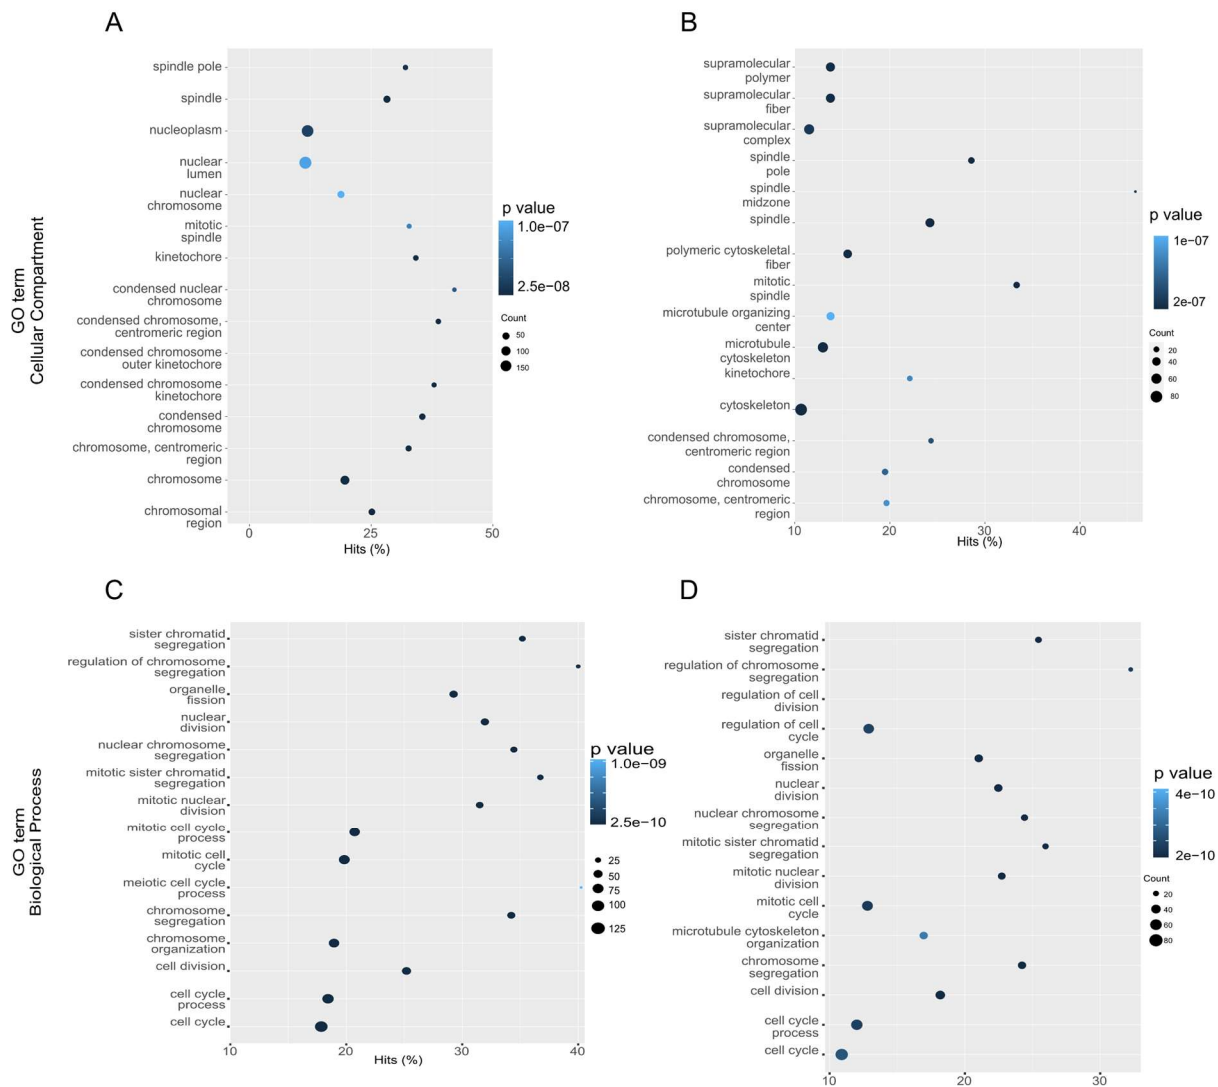 A
spindle pole
spindle
nucleoplasm
nuclear
lumen
nuclear
chromosome
mitotic
spindle
kinetochore
condensed nuclear
chromosome
condensed chromosome,
centromeric region
condensed chromosome
outer kinetochore
condensed chromosome
kinetochore
condensed
chromosome
chromosome, centromeric
region
chromosome
chromosomal
region
GO term
Cellular Compartment
0
25
50
Hits (%)
p value
1.0e-07
2.5e-08
Count
50
100
150
B
supramolecular
polymer
supramolecular
fiber
supramolecular
complex
spindle
pole
spindle
midzone
spindle
polymeric cytoskeletal
fiber
mitotic
spindle
microtubule organizing
center
microtubule
cytoskeleton
kinetochore
cytoskeleton
condensed chromosome,
centromeric region
condensed
chromosome
chromosome, centromeric
region
10
20
30
40
Hits (%)
p value
1e-07
2e-07
Count
20
40
60
80
C
sister chromatid
segregation
regulation of chromosome
segregation
organelle
fission
nuclear
division
nuclear chromosome
segregation
mitotic sister chromatid
segregation
mitotic nuclear
division
mitotic cell cycle
process
mitotic cell
cycle
meiotic cell cycle
process
chromosome
segregation
chromosome
organization
cell division
cell cycle
process
cell cycle
GO term
Biological Process
10
20
30
40
Hits (%)
p value
1.0e-09
2.5e-10
25
50
75
100
125
D
sister chromatid
segregation
regulation of chromosome
segregation
regulation of cell
division
regulation of cell
cycle
organelle
fission
nuclear
division
nuclear chromosome
segregation
mitotic sister chromatid
segregation
mitotic nuclear
division
mitotic cell
cycle
microtubule cytoskeleton
organization
chromosome
segregation
cell division
cell cycle
process
cell cycle
10
20
30
p value
4e-10
2e-10
Count
20
40
60
80